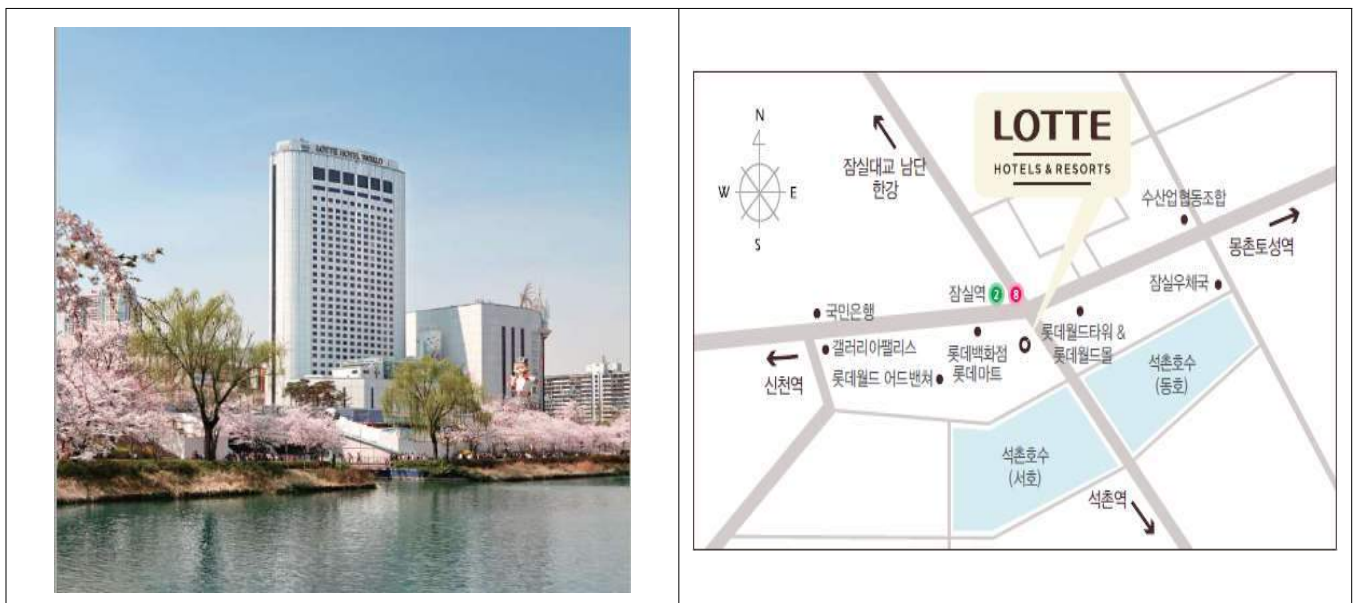 LOTTE HOTEL WORLD
LOTTE
HOTELS & RESORTS
N
W
E
S
잠실대교 남단
한강
수산업협동조합
몽촌토성역
잠실역 2 8
잠실우체국
국민은행
갤러리아팰리스
롯데백화점
롯데마트
롯데월드타워 &
롯데월드몰
신천역
롯데월드 어드밴쳐
석촌호수
(동호)
석촌호수
(서호)
석촌역